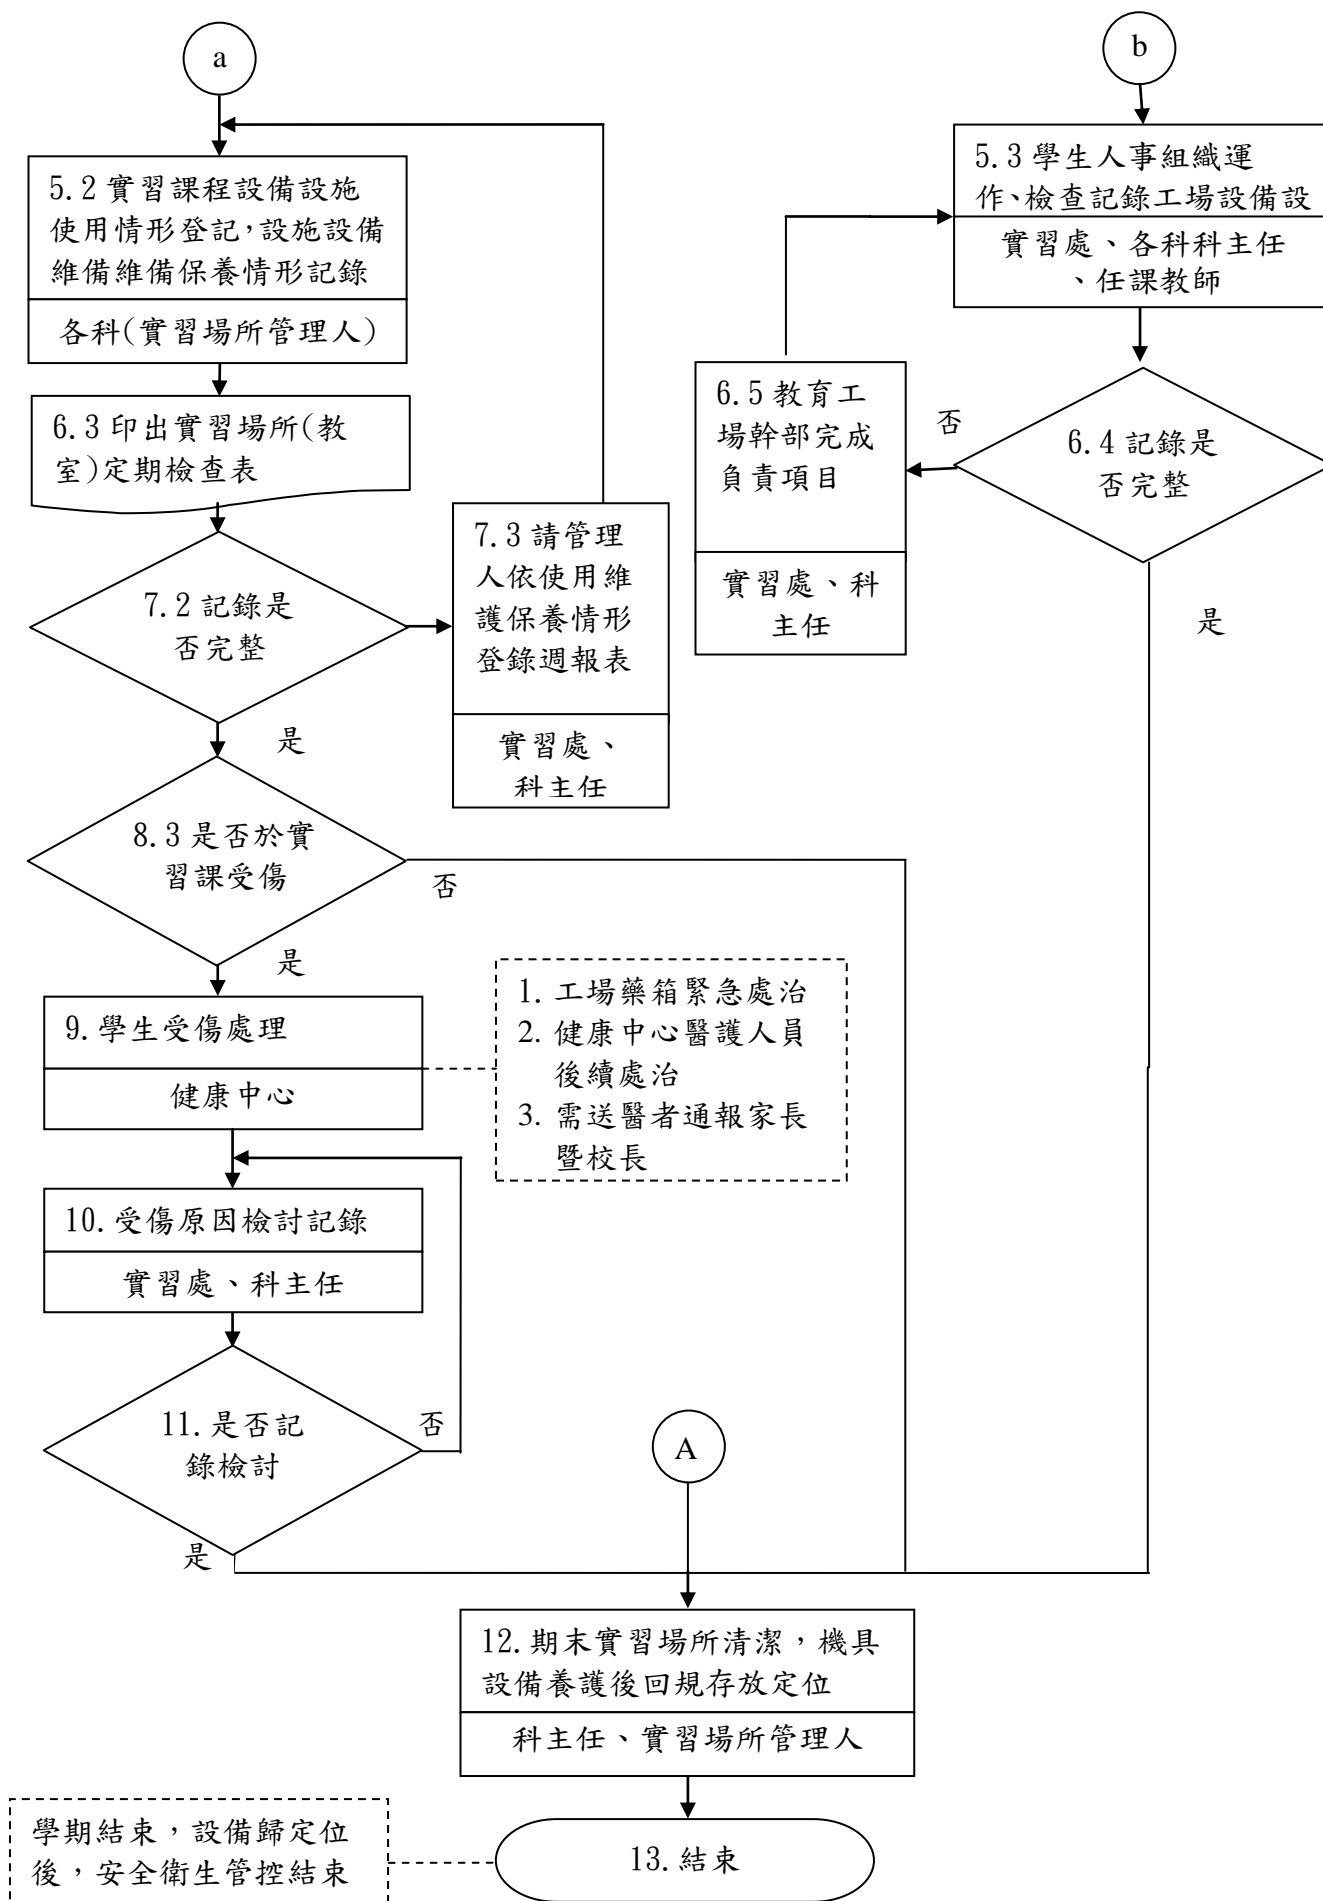 a
5.2 實習課程設備設施
使用情形登記，設施設備
維備維備保養情形記錄
各科(實習場所管理人)
6.3 印出實習場所(教
室)定期檢查表
7.2 記錄是
否完整
是
7.3 請管理
人依使用維
護保養情形
登錄週報表
實習處、
科主任
8.3 是否於實
習課受傷
否
是
9. 學生受傷處理
健康中心
1. 工場藥箱緊急處治
2. 健康中心醫護人員
後續處治
3. 需送醫者通報家長
暨校長
10. 受傷原因檢討記錄
實習處、科主任
11. 是否記
錄檢討
否
是
b
5.3 學生人事組織運
作、檢查記錄工場設備設
實習處、各科科主任
、任課教師
6.4 記錄是
否完整
否
是
6.5 教育工
場幹部完成
負責項目
實習處、科
主任
A
12. 期末實習場所清潔，機具
設備養護後回規存放定位
科主任、實習場所管理人
13. 結束
學期結束，設備歸定位
後，安全衛生管控結束